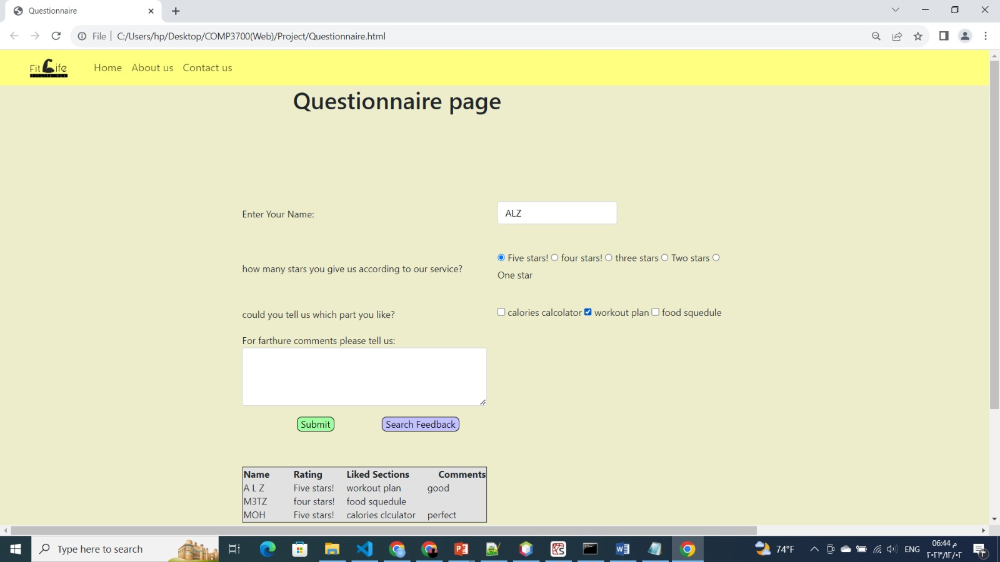 Questionnaire
File | C:/Users/hp/Desktop/COMP3700(Web)/Project/Questionnaire.html
Fit Life
Home About us Contact us
Questionnaire page
Enter Your Name:
ALZ
how many stars you give us according to our service?
Five stars! four stars! three stars Two stars
One star
could you tell us which part you like?
calories calcolator workout plan food squedule
For farthure comments please tell us:
Submit Search Feedback
Name Rating Liked Sections Comments
A L Z Five stars! workout plan good
M3TZ four stars! food squedule
MOH Five stars! calories clculator perfect
Type here to search
74°F
ENG
06:44 م
٢٠٢٣/١٢/٠٢
٣